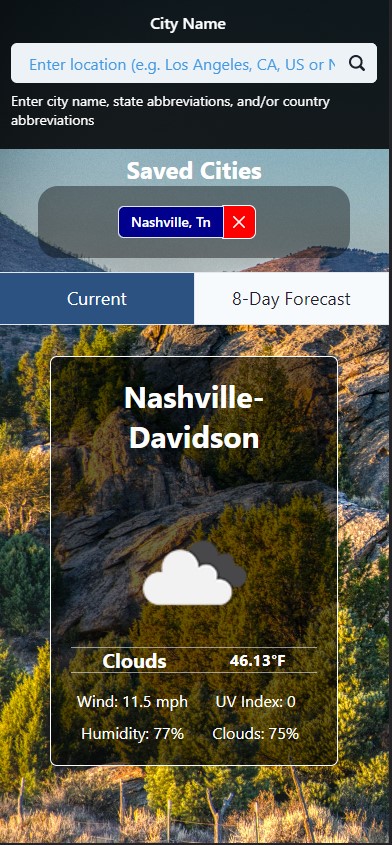 City Name
Enter location (e.g. Los Angeles, CA, US or N
Enter city name, state abbreviations, and/or country
abbreviations
Saved Cities
Nashville, Tn
Current
8-Day Forecast
Nashville-
Davidson
Clouds
46.13°F
Wind: 11.5 mph
UV Index: 0
Humidity: 77%
Clouds: 75%